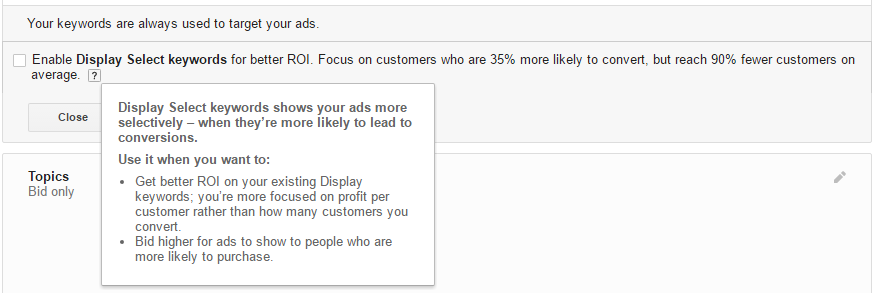 Your keywords are always used to target your ads.
Enable Display Select keywords for better ROI. Focus on customers who are 35% more likely to convert, but reach 90% fewer customers on
average. ?
Close
Display Select keywords shows your ads more
selectively – when they're more likely to lead to
conversions.
Use it when you want to:
• Get better ROI on your existing Display
keywords; you're more focused on profit per
customer rather than how many customers you
convert.
• Bid higher for ads to show to people who are
more likely to purchase.
Topics
Bid only